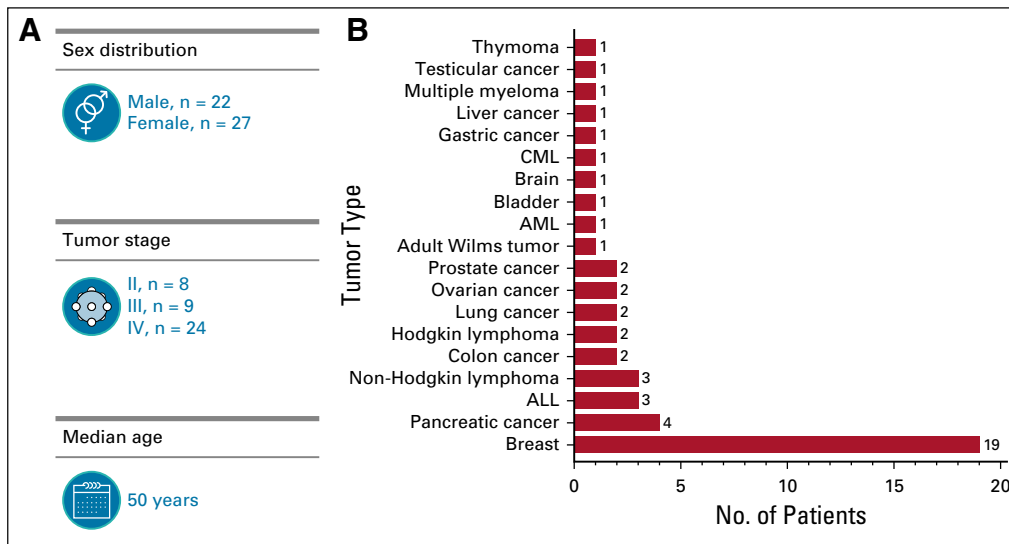 A
Sex distribution
Male, n = 22
Female, n = 27
Tumor stage
II, n = 8
III, n = 9
IV, n = 24
Median age
50 years
B
Tumor Type
Thymoma 1
Testicular cancer 1
Multiple myeloma 1
Liver cancer 1
Gastric cancer 1
CML 1
Brain 1
Bladder 1
AML 1
Adult Wilms tumor 1
Prostate cancer 2
Ovarian cancer 2
Lung cancer 2
Hodgkin lymphoma 2
Colon cancer 2
Non-Hodgkin lymphoma 3
ALL 3
Pancreatic cancer 4
Breast 19
0 5 10 15 20
No. of Patients